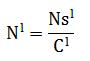 N¹ = Ns¹ / C¹